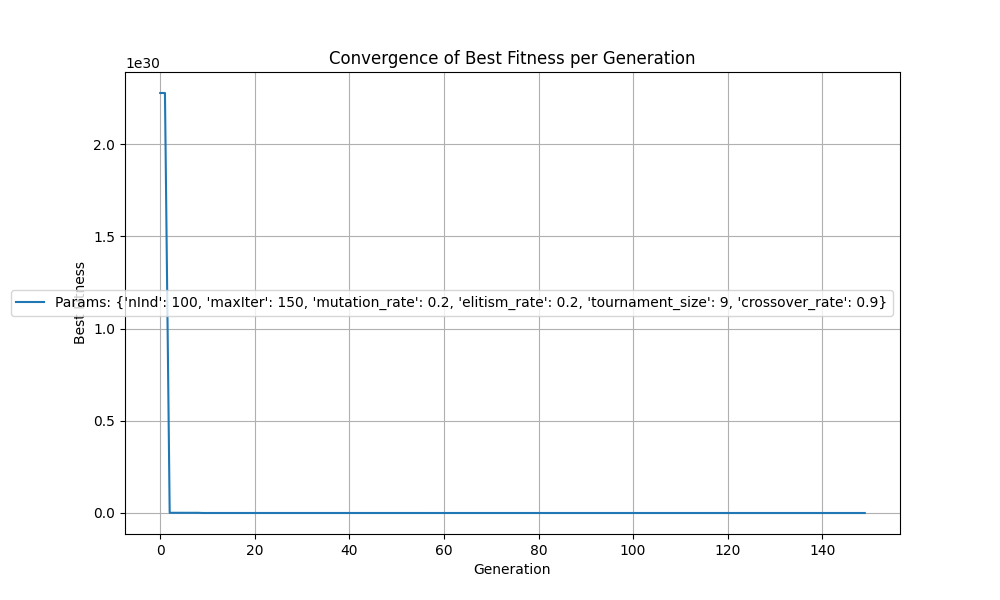 Convergence of Best Fitness per Generation
1e30
2.0
1.5
1.0
0.5
0.0
Best
ness
Params: {'nInd': 100, 'maxIter': 150, 'mutation_rate': 0.2, 'elitism_rate': 0.2, 'tournament_size': 9, 'crossover_rate': 0.9}
0 20 40 60 80 100 120 140
Generation